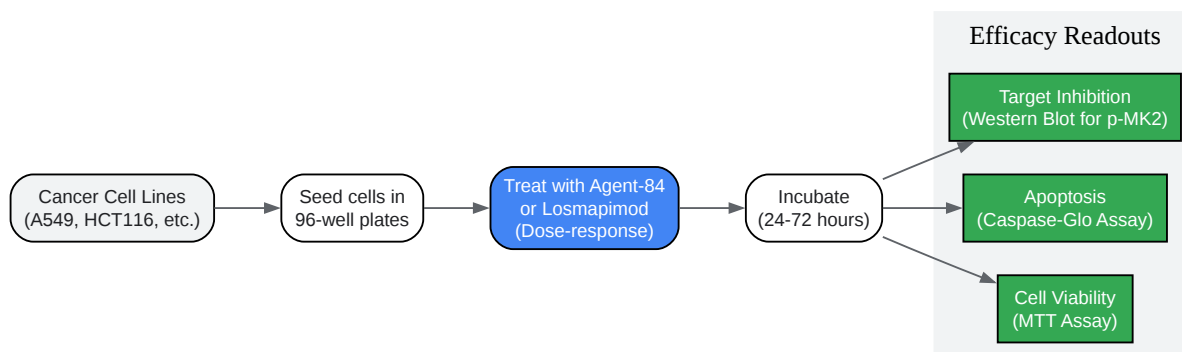 Efficacy Readouts
Cancer Cell Lines
(A549, HCT116, etc.)
Seed cells in
96-well plates
Treat with Agent-84
or Losmapimod
(Dose-response)
Incubate
(24-72 hours)
Target Inhibition
(Western Blot for p-MK2)
Apoptosis
(Caspase-Glo Assay)
Cell Viability
(MTT Assay)